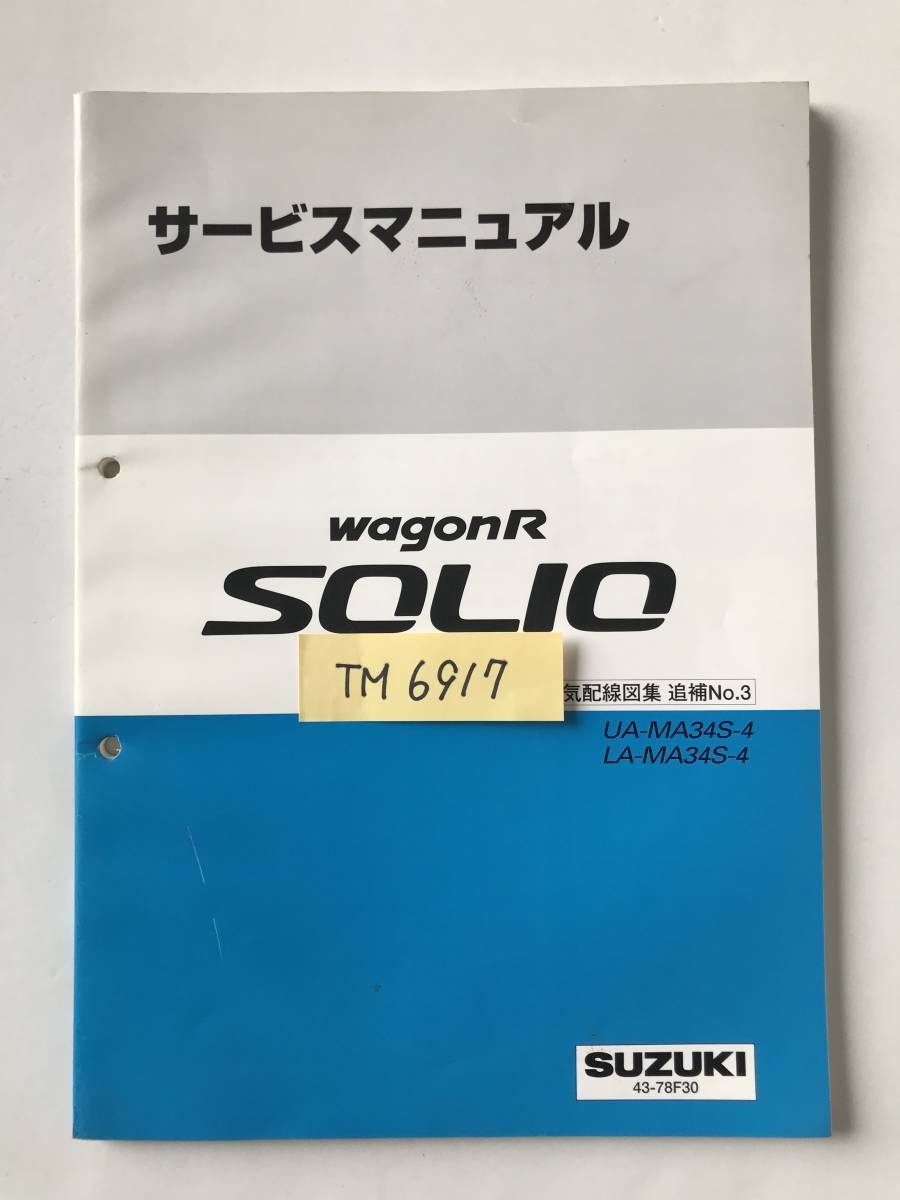 サービスマニュアル
wagonR
SOLIO
TM 6917
気配線図集 追補No.3
UA-MA34S-4
LA-MA34S-4
SUZUKI
43-78F30